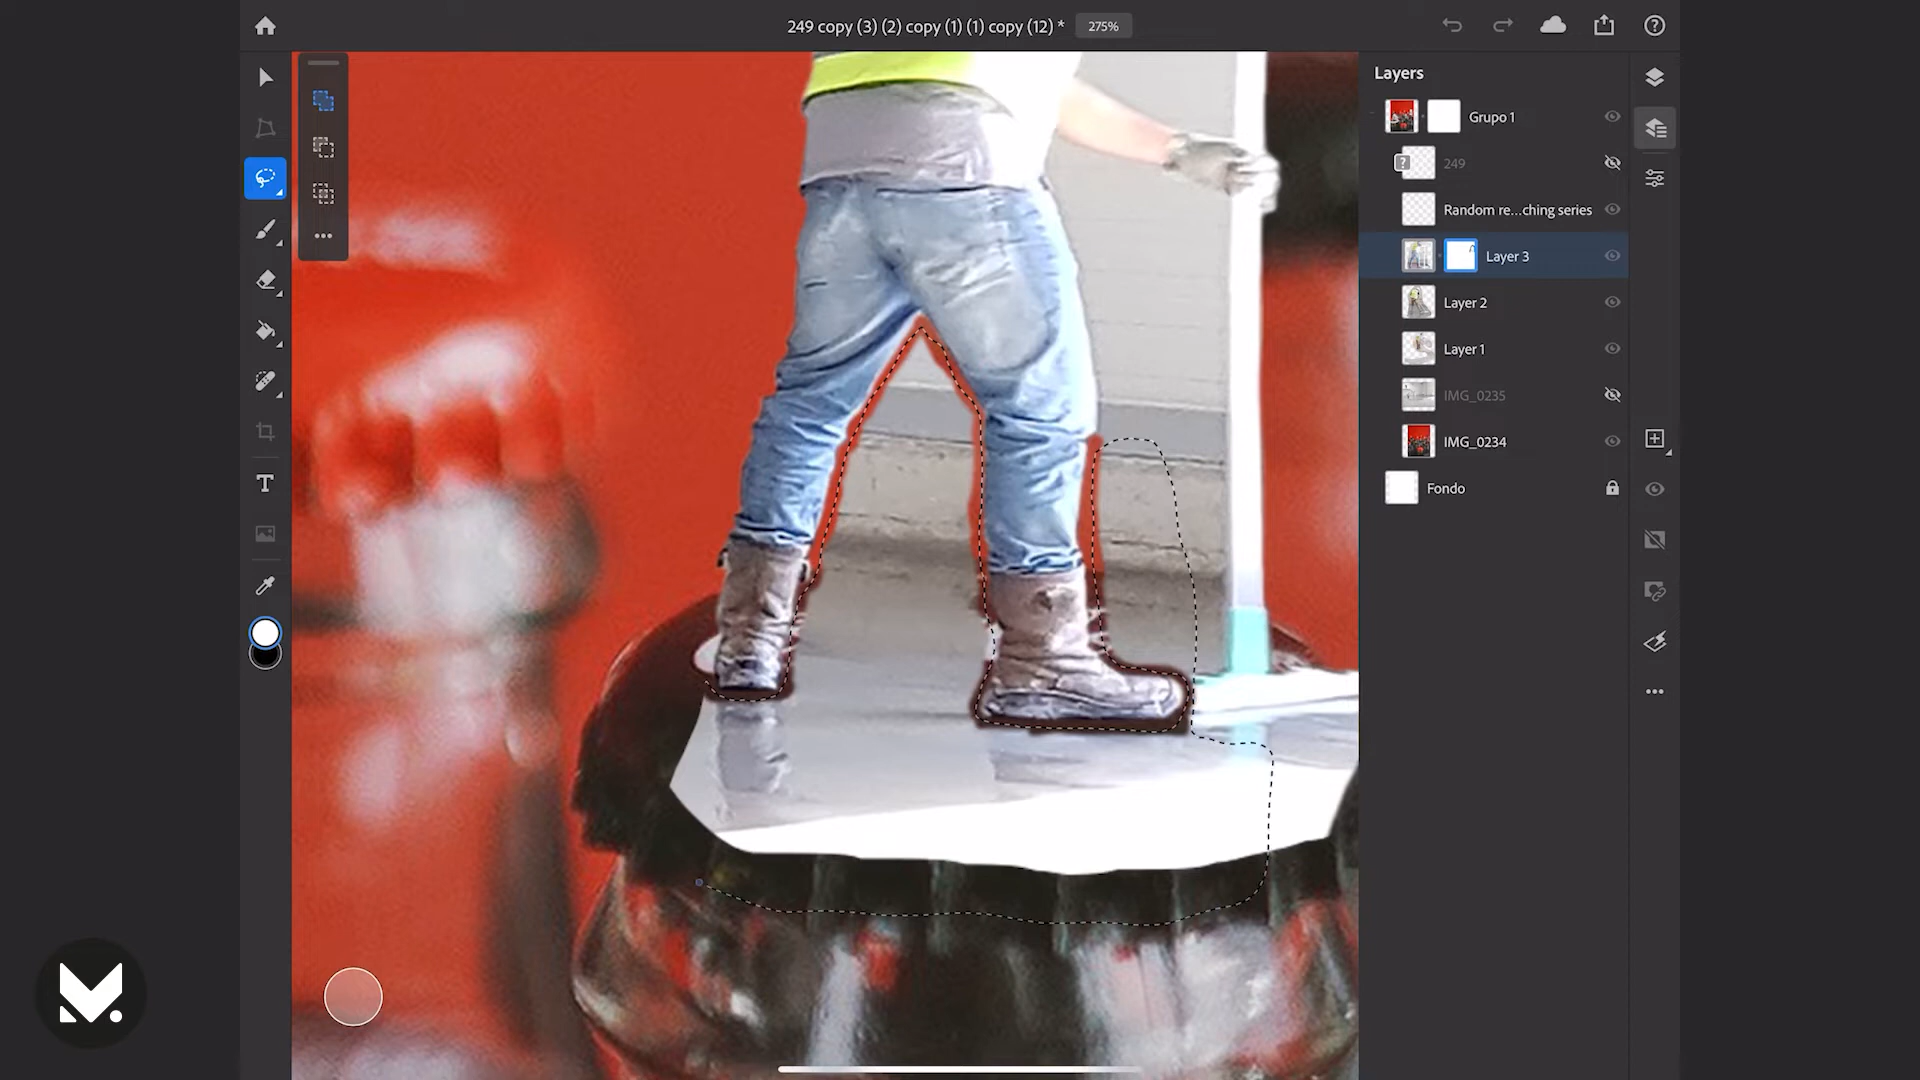 249 copy (3) (2) copy (1) (1) copy (12) *
275%
Layers
Grupo 1
249
Random re...ching series
Layer 3
Layer 2
Layer 1
IMG_0235
IMG_0234
Fondo